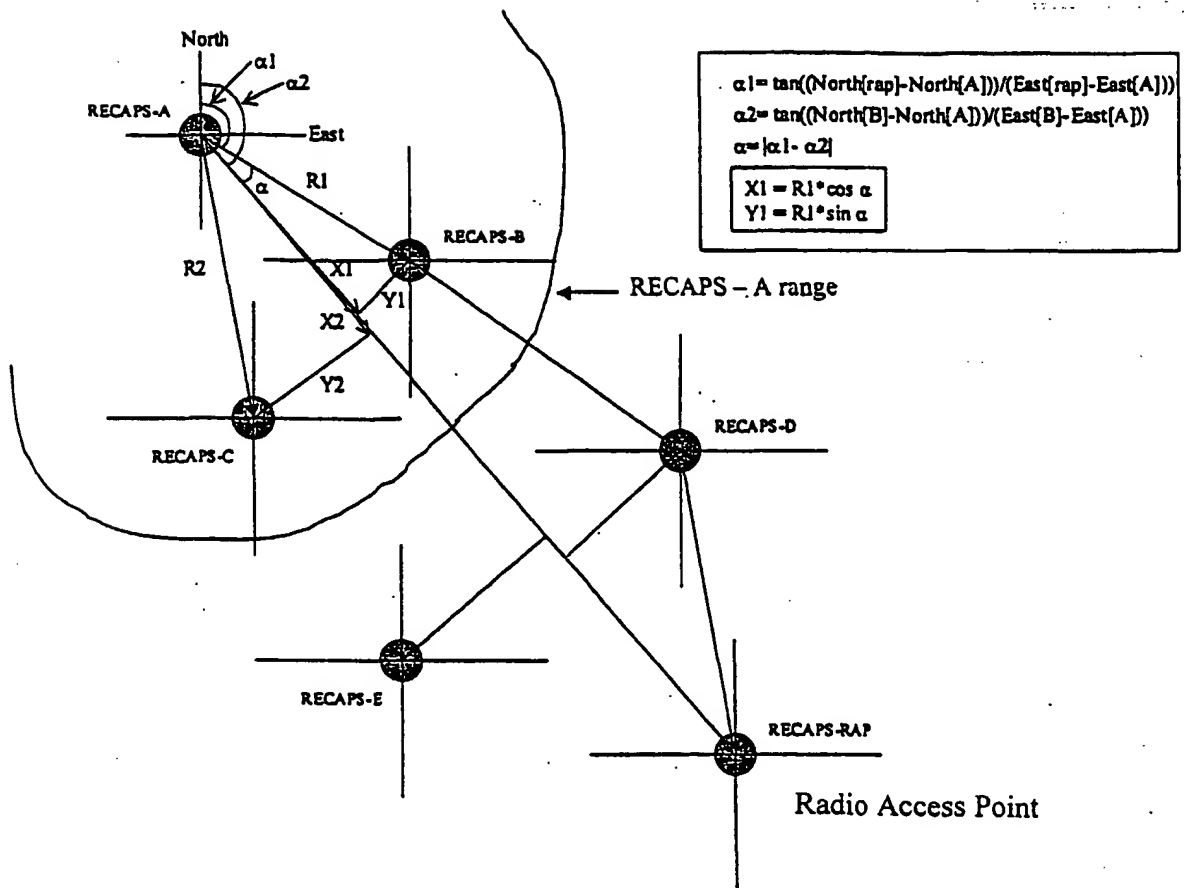 North
α1
α2
RECAPS-A
East
α
R1
R2
RECAPS-B
X1
Y1
X2
Y2
RECAPS-C
α1= tan((North[rap]-North[A]))/(East[rap]-East[A]))
α2= tan((North[B]-North[A]))/(East[B]-East[A]))
α=|α1- α2|
X1 = R1*cos α
Y1 = R1*sin α
RECAPS – A range
RECAPS-D
RECAPS-E
RECAPS-RAP
Radio Access Point